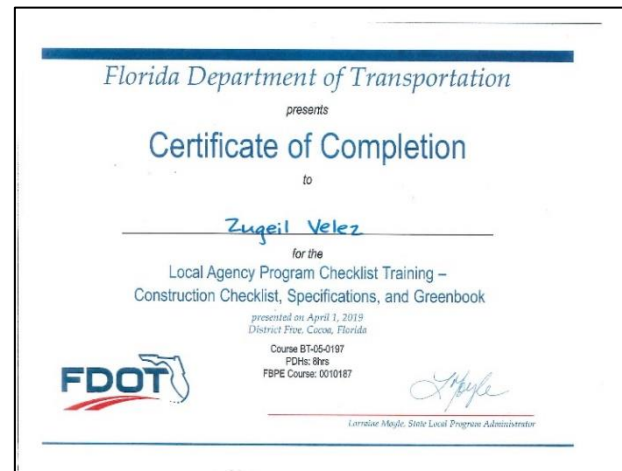 Florida Department of Transportation
presents
Certificate of Completion
to
Zugeil Velez
for the
Local Agency Program Checklist Training –
Construction Checklist, Specifications, and Greenbook
presented on April 1, 2019
District Five, Cocoa, Florida
Course BT-05-0197
PDHs: 8hrs
FBPE Course: 0010187
FDOT
LMoyle
Lorraine Moyle, State Local Program Administrator